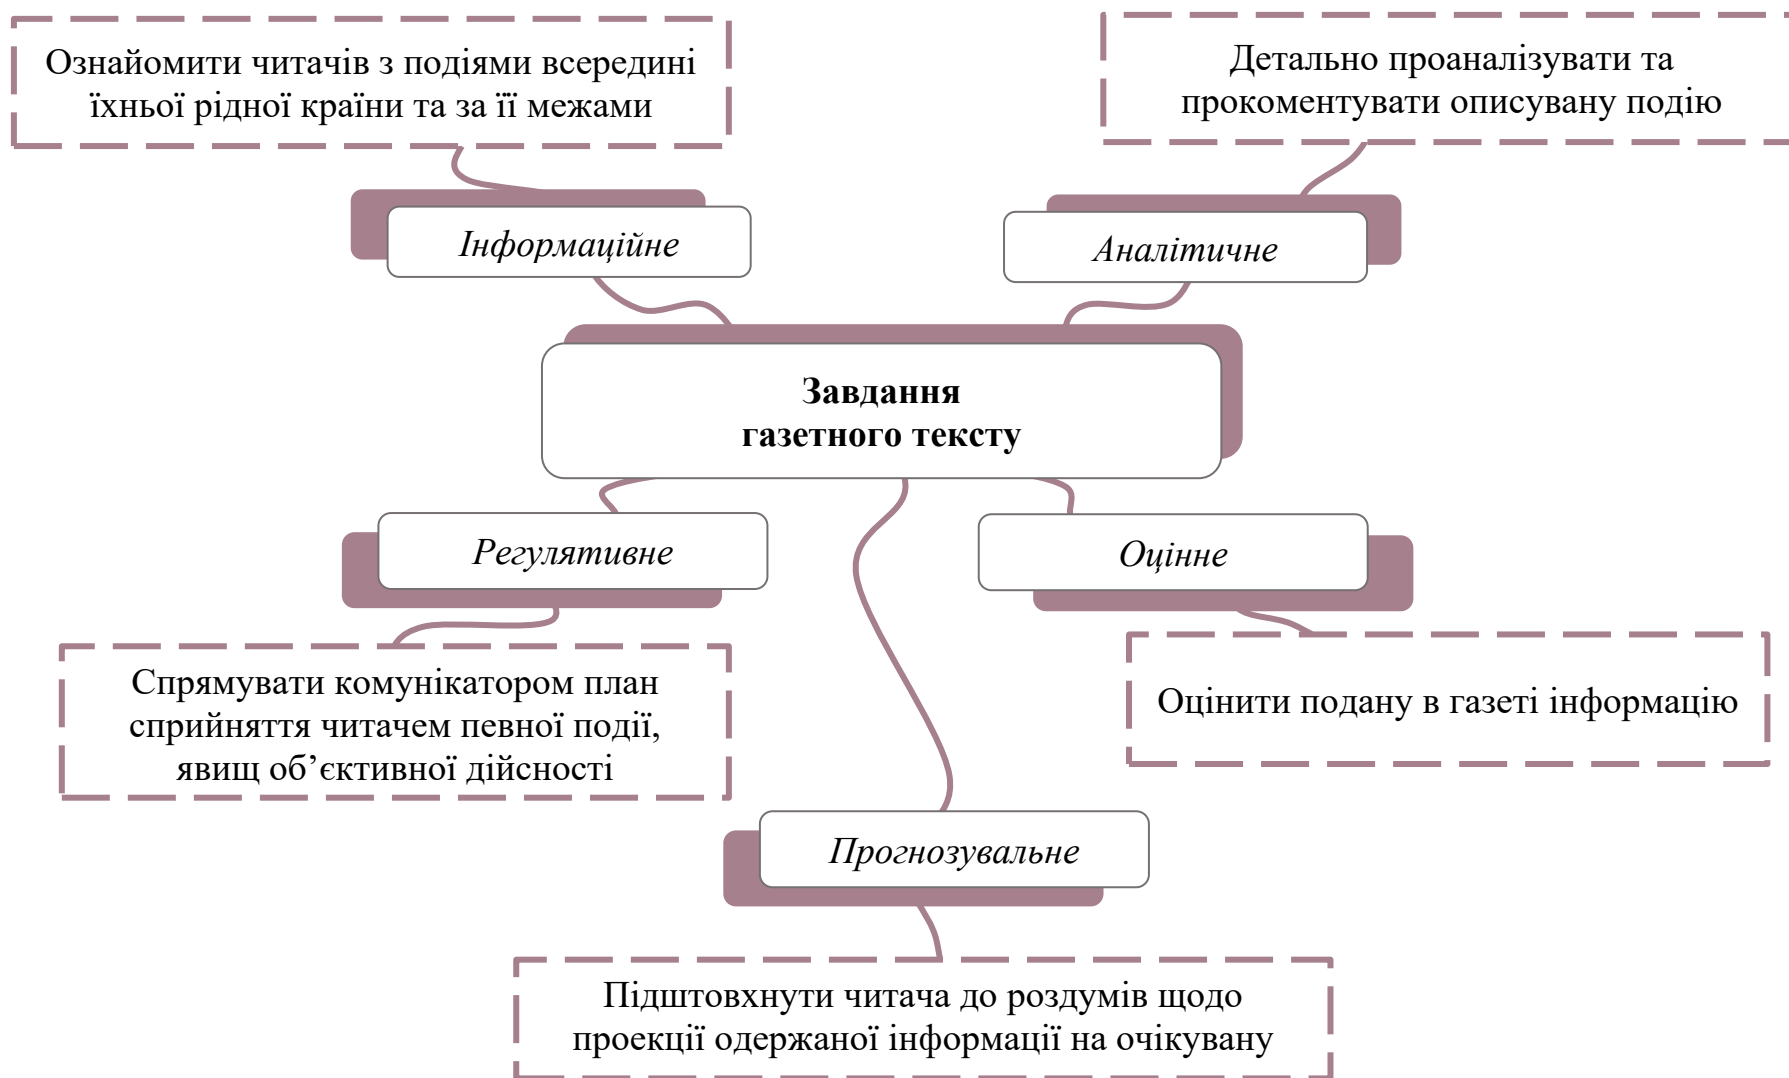 Ознайомити читачів з подіями всередині
їхньої рідної країни та за її межами
Детально проаналізувати та
прокоментувати описувану подію
Інформаційне
Аналітичне
Завдання
газетного тексту
Регулятивне
Оцінне
Спрямувати комунікатором план
сприйняття читачем певної події,
явищ об’єктивної дійсності
Оцінити подану в газеті інформацію
Прогнозувальне
Підштовхнути читача до роздумів щодо
проекції одержаної інформації на очікувану